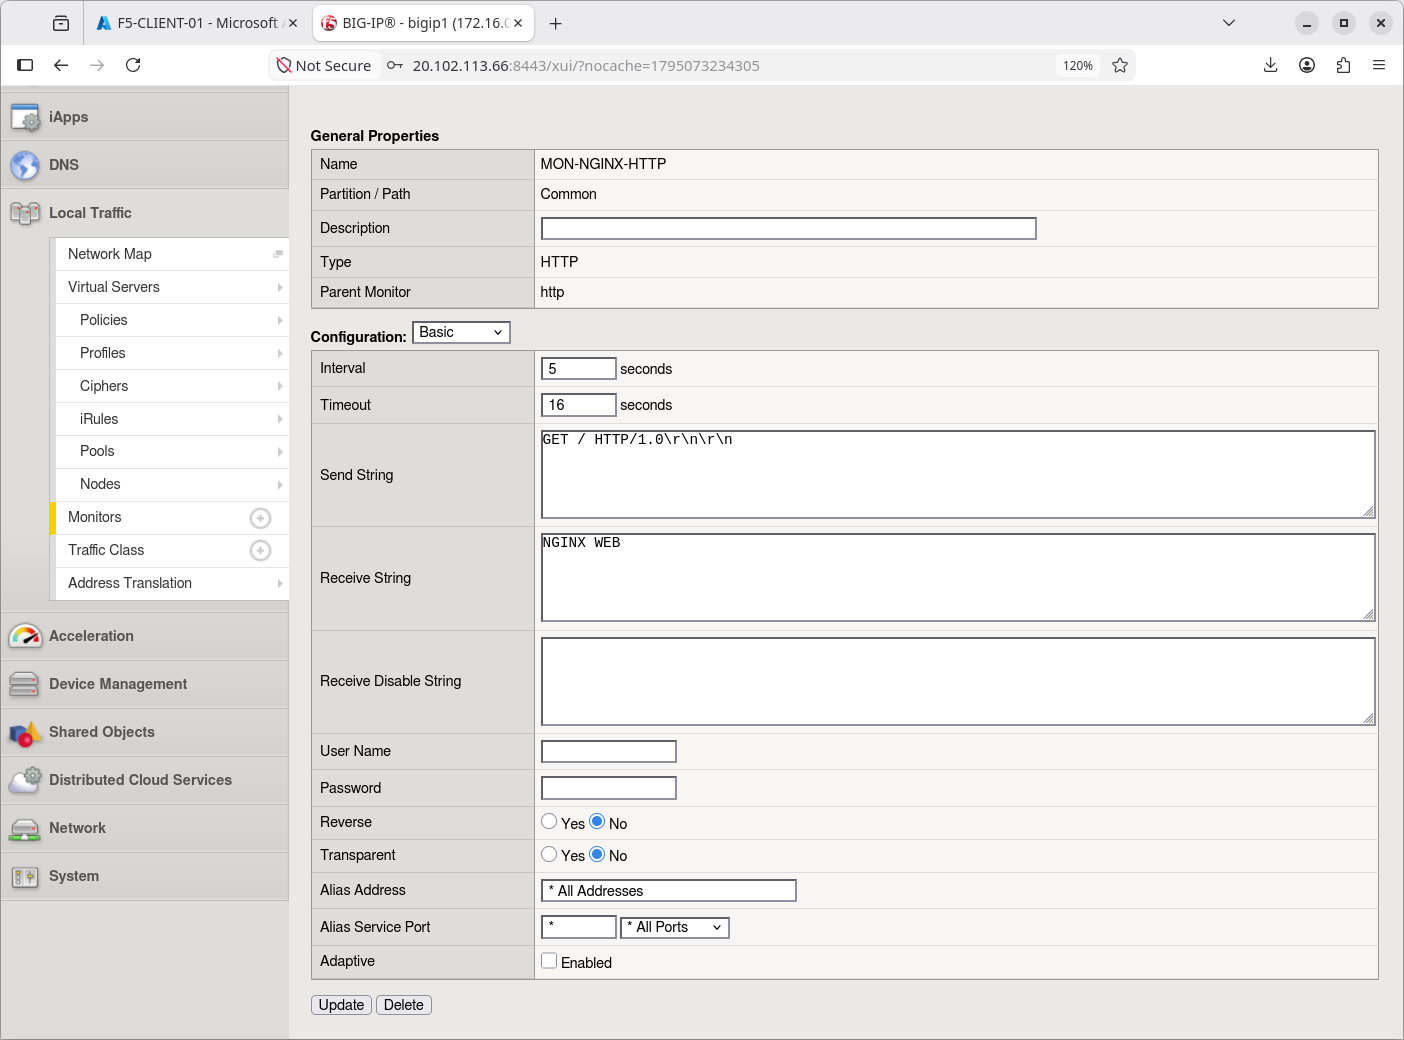 F5-CLIENT-01 - Microsoft
BIG-IP® - bigip1 (172.16.0
Not Secure
20.102.113.66:8443/xui/?nocache=1795073234305
120%
iApps
DNS
Local Traffic
Network Map
Virtual Servers
Policies
Profiles
Ciphers
iRules
Pools
Nodes
Monitors
Traffic Class
Address Translation
Acceleration
Device Management
Shared Objects
Distributed Cloud Services
Network
System
General Properties
Name MON-NGINX-HTTP
Partition / Path Common
Description
Type HTTP
Parent Monitor http
Configuration: Basic
Interval 5 seconds
Timeout 16 seconds
Send String GET / HTTP/1.0\r\n\r\n
Receive String NGINX WEB
Receive Disable String
User Name
Password
Reverse Yes No
Transparent Yes No
Alias Address * All Addresses
Alias Service Port * * All Ports
Adaptive Enabled
Update Delete